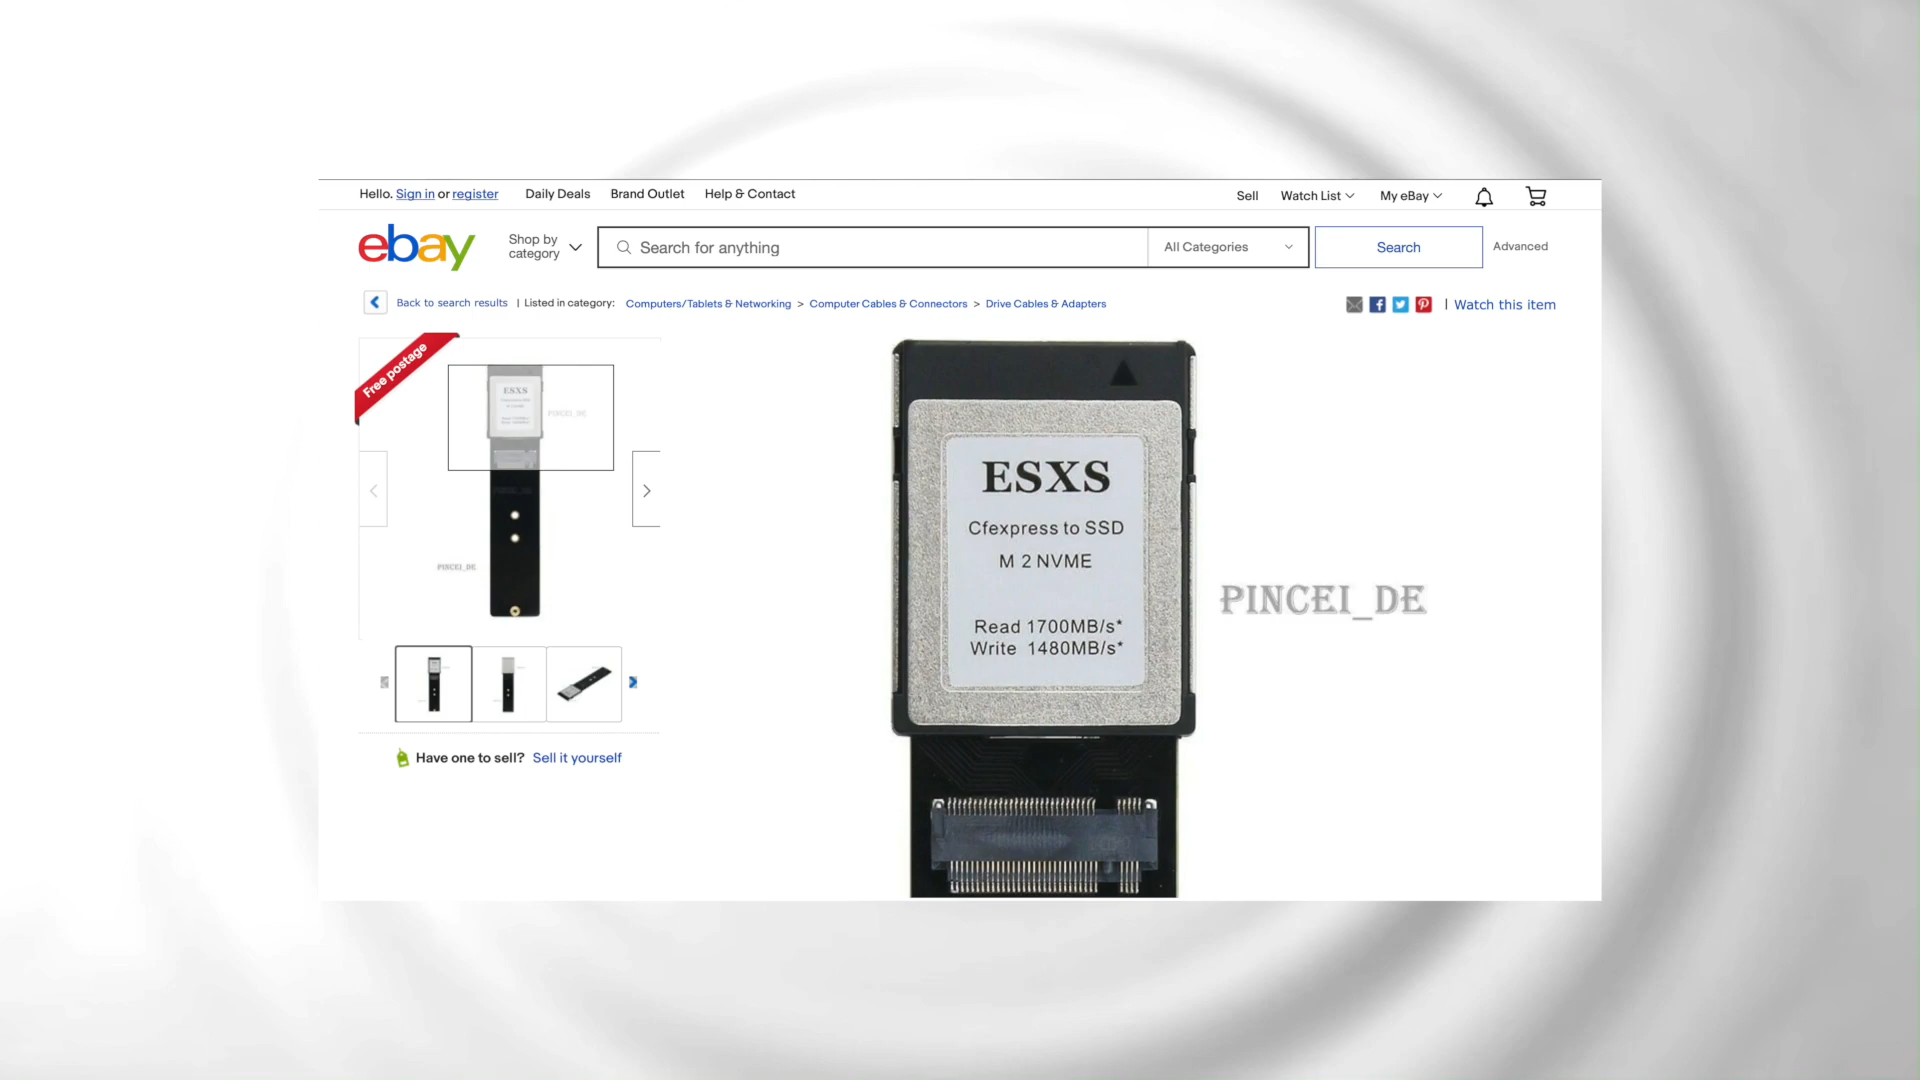 Hello. Sign in or register Daily Deals Brand Outlet Help & Contact Sell Watch List My eBay
ebay
Shop by
category
Search for anything All Categories Search Advanced
Back to search results | Listed in category: Computers/Tablets & Networking > Computer Cables & Connectors > Drive Cables & Adapters | Watch this item
Free postage
ESXS
PINCEI_DE
PINCEI_DE
ESXS
Cfexpress to SSD
M 2 NVME
Read 1700MB/s*
Write 1480MB/s*
PINCEI_DE
Have one to sell? Sell it yourself